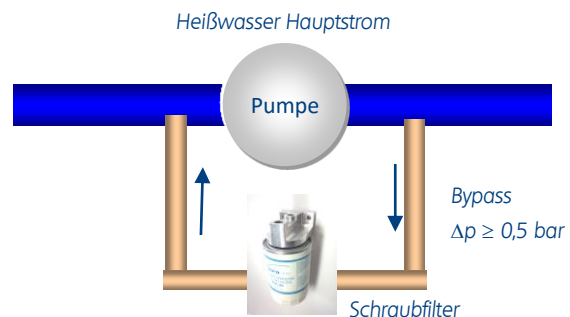 Heißwasser Hauptstrom
Pumpe
Bypass
Δp ≥ 0,5 bar
Schraubfilter